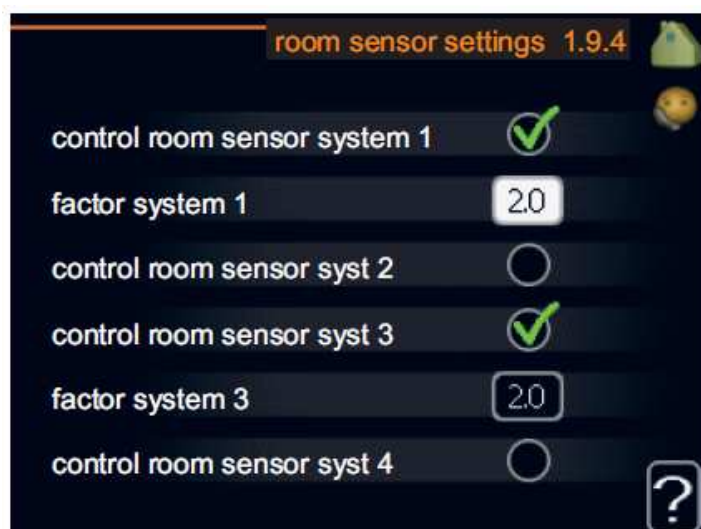 room sensor settings 1.9.4
control room sensor system 1
factor system 1 2.0
control room sensor syst 2
control room sensor syst 3
factor system 3 2.0
control room sensor syst 4
?